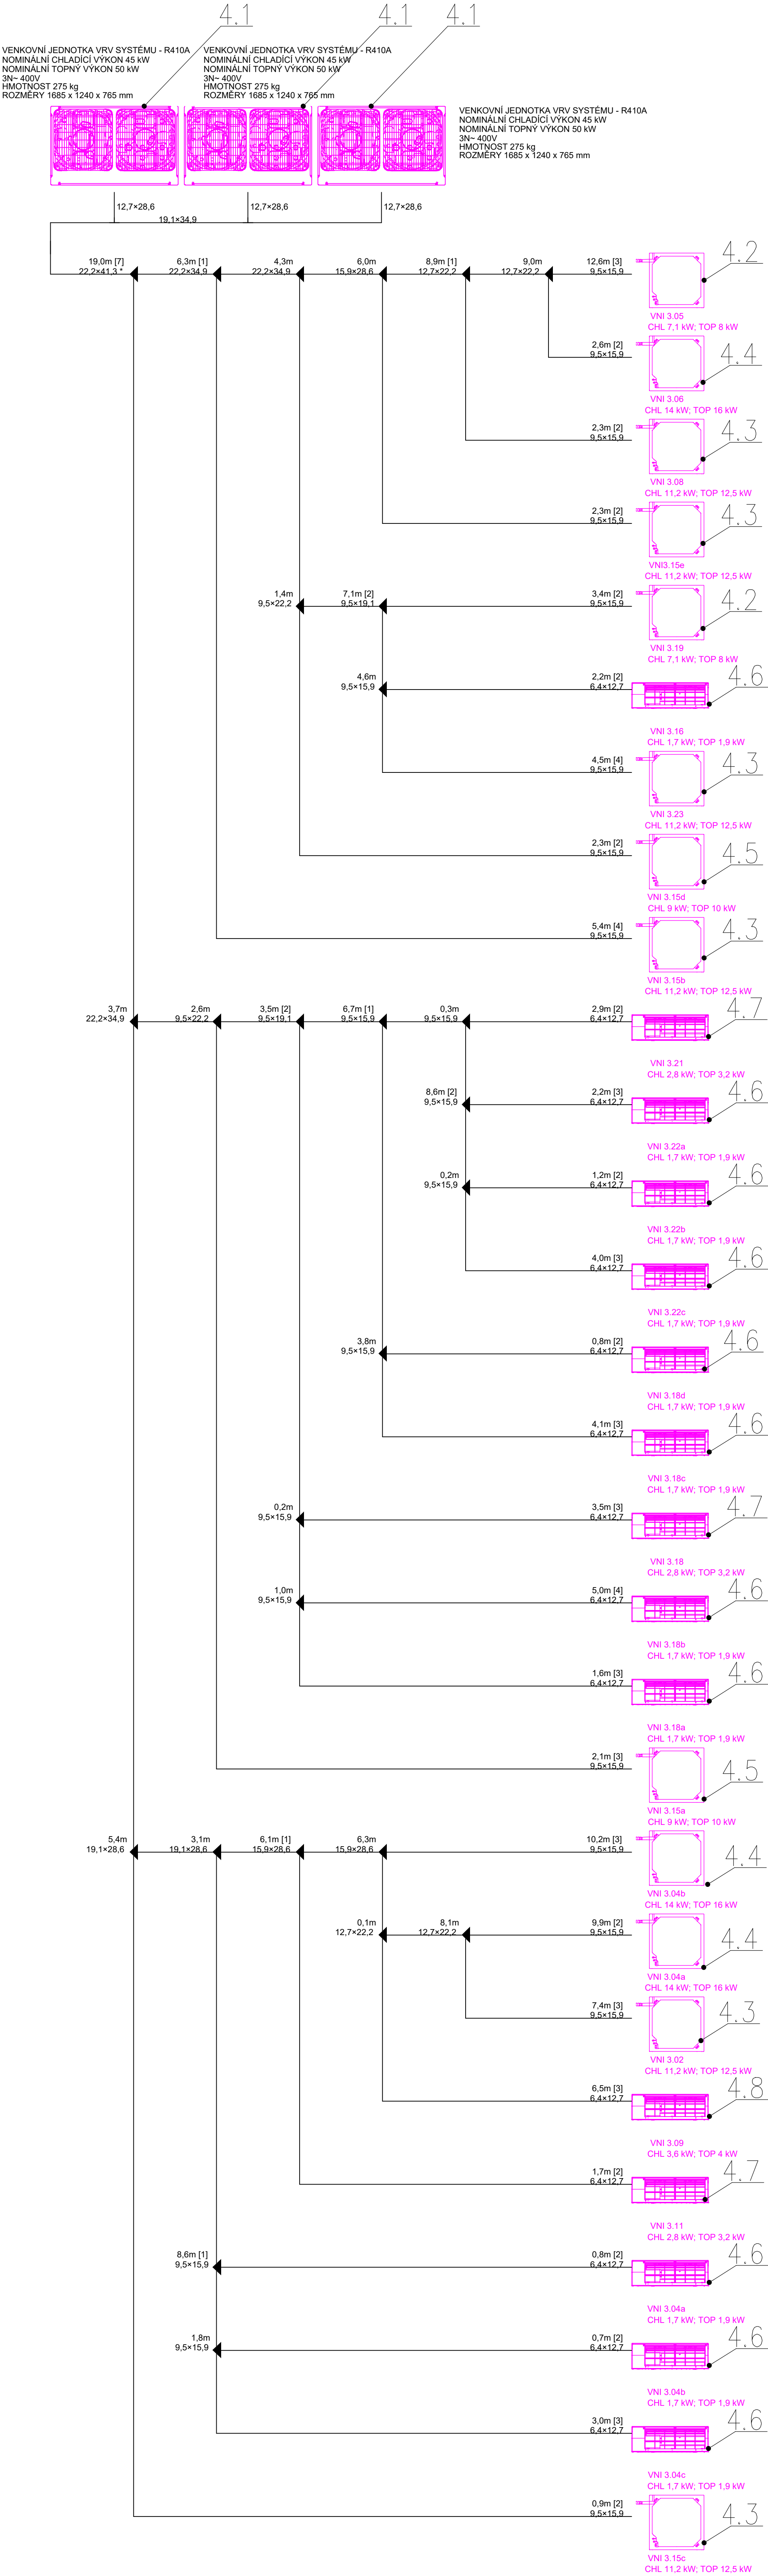 4.1
4.1
4.1
VENKOVNÍ JEDNOTKA VRV SYSTÉMU - R410A
NOMINÁLNÍ CHLADÍCÍ VÝKON 45 kW
NOMINÁLNÍ TOPNÝ VÝKON 50 kW
3N~ 400V
HMOTNOST 275 kg
ROZMĚRY 1685 x 1240 x 765 mm
VENKOVNÍ JEDNOTKA VRV SYSTÉMU - R410A
NOMINÁLNÍ CHLADÍCÍ VÝKON 45 kW
NOMINÁLNÍ TOPNÝ VÝKON 50 kW
3N~ 400V
HMOTNOST 275 kg
ROZMĚRY 1685 x 1240 x 765 mm
VENKOVNÍ JEDNOTKA VRV SYSTÉMU - R410A
NOMINÁLNÍ CHLADÍCÍ VÝKON 45 kW
NOMINÁLNÍ TOPNÝ VÝKON 50 kW
3N~ 400V
HMOTNOST 275 kg
ROZMĚRY 1685 x 1240 x 765 mm
12,7×28,6
12,7×28,6
12,7×28,6
19,1×34,9
19,0m [7]
22,2×41,3 *
6,3m [1]
22,2×34,9
4,3m
22,2×34,9
6,0m
15,9×28,6
8,9m [1]
12,7×22,2
9,0m
12,7×22,2
12,6m [3]
9,5×15,9
4.2
VNI 3.05
CHL 7,1 kW; TOP 8 kW
2,6m [2]
9,5×15,9
4.4
VNI 3.06
CHL 14 kW; TOP 16 kW
2,3m [2]
9,5×15,9
4.3
VNI 3.08
CHL 11,2 kW; TOP 12,5 kW
2,3m [2]
9,5×15,9
4.3
VNI3.15e
CHL 11,2 kW; TOP 12,5 kW
1,4m
9,5×22,2
7,1m [2]
9,5×19,1
3,4m [2]
9,5×15,9
4.2
VNI 3.19
CHL 7,1 kW; TOP 8 kW
4,6m
9,5×15,9
2,2m [2]
6,4×12,7
4.6
VNI 3.16
CHL 1,7 kW; TOP 1,9 kW
4,5m [4]
9,5×15,9
4.3
VNI 3.23
CHL 11,2 kW; TOP 12,5 kW
2,3m [2]
9,5×15,9
4.5
VNI 3.15d
CHL 9 kW; TOP 10 kW
5,4m [4]
9,5×15,9
4.3
VNI 3.15b
CHL 11,2 kW; TOP 12,5 kW
3,7m
22,2×34,9
2,6m
9,5×22,2
3,5m [2]
9,5×19,1
6,7m [1]
9,5×15,9
0,3m
9,5×15,9
2,9m [2]
6,4×12,7
4.7
VNI 3.21
CHL 2,8 kW; TOP 3,2 kW
8,6m [2]
9,5×15,9
2,2m [3]
6,4×12,7
4.6
VNI 3.22a
CHL 1,7 kW; TOP 1,9 kW
0,2m
9,5×15,9
1,2m [2]
6,4×12,7
4.6
VNI 3.22b
CHL 1,7 kW; TOP 1,9 kW
4,0m [3]
6,4×12,7
4.6
VNI 3.22c
CHL 1,7 kW; TOP 1,9 kW
3,8m
9,5×15,9
0,8m [2]
6,4×12,7
4.6
VNI 3.18d
CHL 1,7 kW; TOP 1,9 kW
4,1m [3]
6,4×12,7
4.6
VNI 3.18c
CHL 1,7 kW; TOP 1,9 kW
0,2m
9,5×15,9
3,5m [3]
6,4×12,7
4.7
VNI 3.18
CHL 2,8 kW; TOP 3,2 kW
1,0m
9,5×15,9
5,0m [4]
6,4×12,7
4.6
VNI 3.18b
CHL 1,7 kW; TOP 1,9 kW
1,6m [3]
6,4×12,7
4.6
VNI 3.18a
CHL 1,7 kW; TOP 1,9 kW
2,1m [3]
9,5×15,9
4.5
VNI 3.15a
CHL 9 kW; TOP 10 kW
5,4m
19,1×28,6
3,1m
19,1×28,6
6,1m [1]
15,9×28,6
6,3m
15,9×28,6
10,2m [3]
9,5×15,9
4.4
VNI 3.04b
CHL 14 kW; TOP 16 kW
0,1m
12,7×22,2
8,1m
12,7×22,2
9,9m [2]
9,5×15,9
4.4
VNI 3.04a
CHL 14 kW; TOP 16 kW
7,4m [3]
9,5×15,9
4.3
VNI 3.02
CHL 11,2 kW; TOP 12,5 kW
6,5m [3]
6,4×12,7
4.8
VNI 3.09
CHL 3,6 kW; TOP 4 kW
1,7m [2]
6,4×12,7
4.7
VNI 3.11
CHL 2,8 kW; TOP 3,2 kW
8,6m [1]
9,5×15,9
0,8m [2]
6,4×12,7
4.6
VNI 3.04a
CHL 1,7 kW; TOP 1,9 kW
1,8m
9,5×15,9
0,7m [2]
6,4×12,7
4.6
VNI 3.04b
CHL 1,7 kW; TOP 1,9 kW
3,0m [3]
6,4×12,7
4.6
VNI 3.04c
CHL 1,7 kW; TOP 1,9 kW
0,9m [2]
9,5×15,9
4.3
VNI 3.15c
CHL 11,2 kW; TOP 12,5 kW